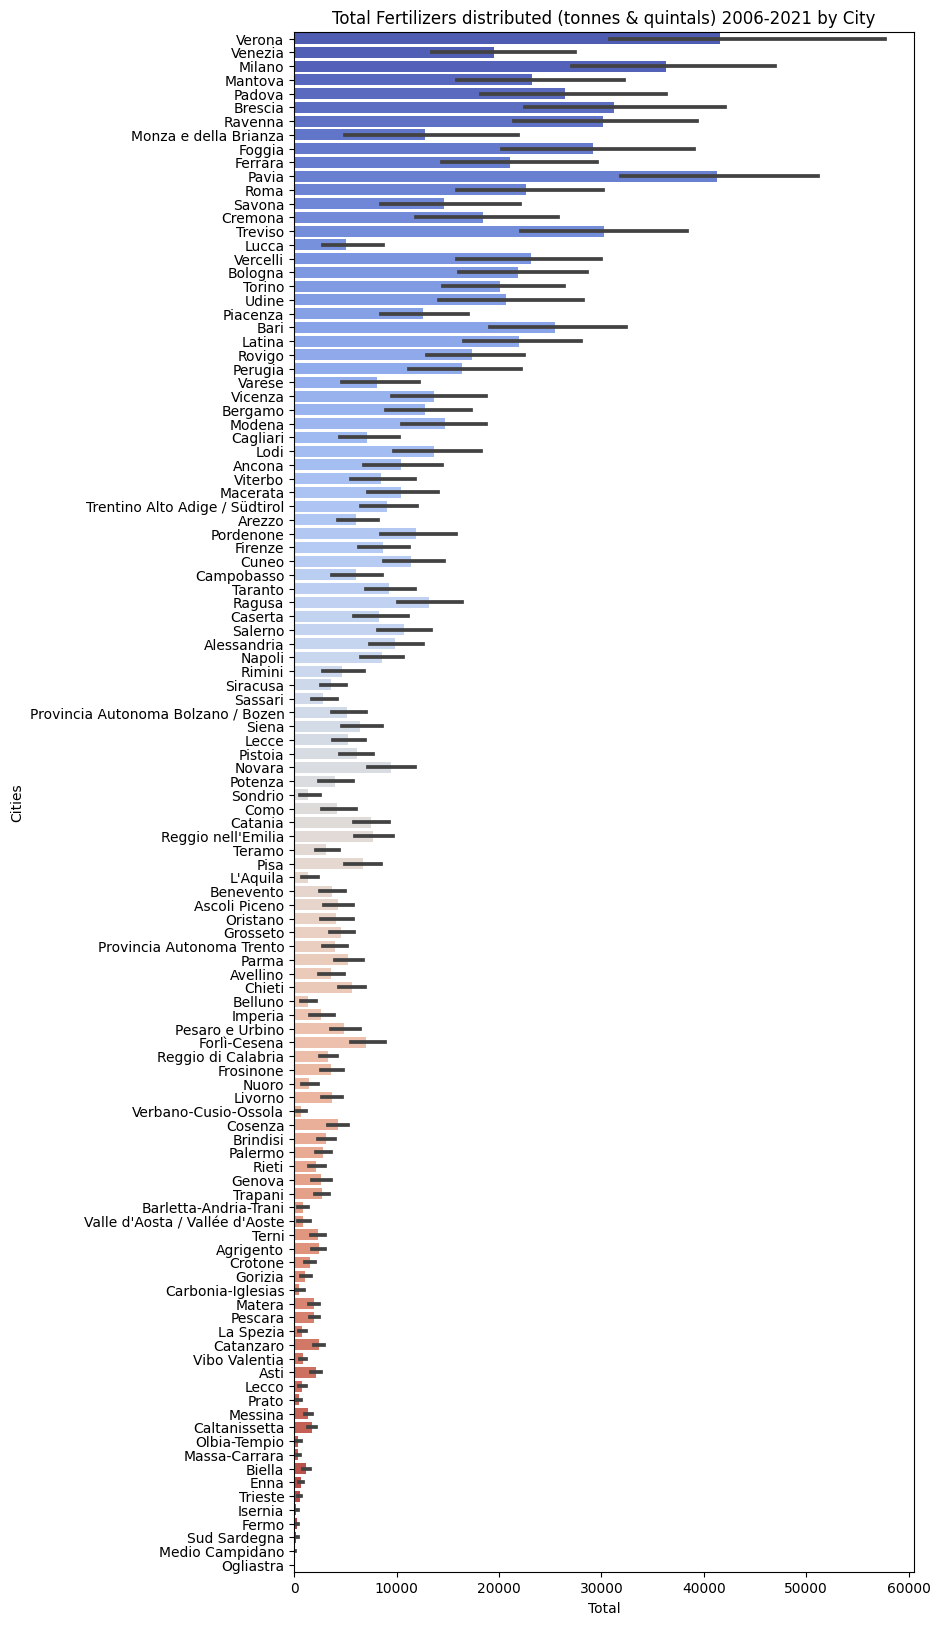 Total Fertilizers distributed (tonnes & quintals) 2006-2021 by City
Verona
Venezia
Milano
Mantova
Padova
Brescia
Ravenna
Monza e della Brianza
Foggia
Ferrara
Pavia
Roma
Savona
Cremona
Treviso
Lucca
Vercelli
Bologna
Torino
Udine
Piacenza
Bari
Latina
Rovigo
Perugia
Varese
Vicenza
Bergamo
Modena
Cagliari
Lodi
Ancona
Viterbo
Macerata
Trentino Alto Adige / Südtirol
Arezzo
Pordenone
Firenze
Cuneo
Campobasso
Taranto
Ragusa
Caserta
Salerno
Alessandria
Napoli
Rimini
Siracusa
Sassari
Provincia Autonoma Bolzano / Bozen
Siena
Lecce
Pistoia
Novara
Potenza
Sondrio
Como
Catania
Reggio nell'Emilia
Teramo
Pisa
L'Aquila
Benevento
Ascoli Piceno
Oristano
Grosseto
Provincia Autonoma Trento
Parma
Avellino
Chieti
Belluno
Imperia
Pesaro e Urbino
Forlì-Cesena
Reggio di Calabria
Frosinone
Nuoro
Livorno
Verbano-Cusio-Ossola
Cosenza
Brindisi
Palermo
Rieti
Genova
Trapani
Barletta-Andria-Trani
Valle d'Aosta / Vallée d'Aoste
Terni
Agrigento
Crotone
Gorizia
Carbonia-Iglesias
Matera
Pescara
La Spezia
Catanzaro
Vibo Valentia
Asti
Lecco
Prato
Messina
Caltanissetta
Olbia-Tempio
Massa-Carrara
Biella
Enna
Trieste
Isernia
Fermo
Sud Sardegna
Medio Campidano
Ogliastra
Cities
0 10000 20000 30000 40000 50000 60000
Total